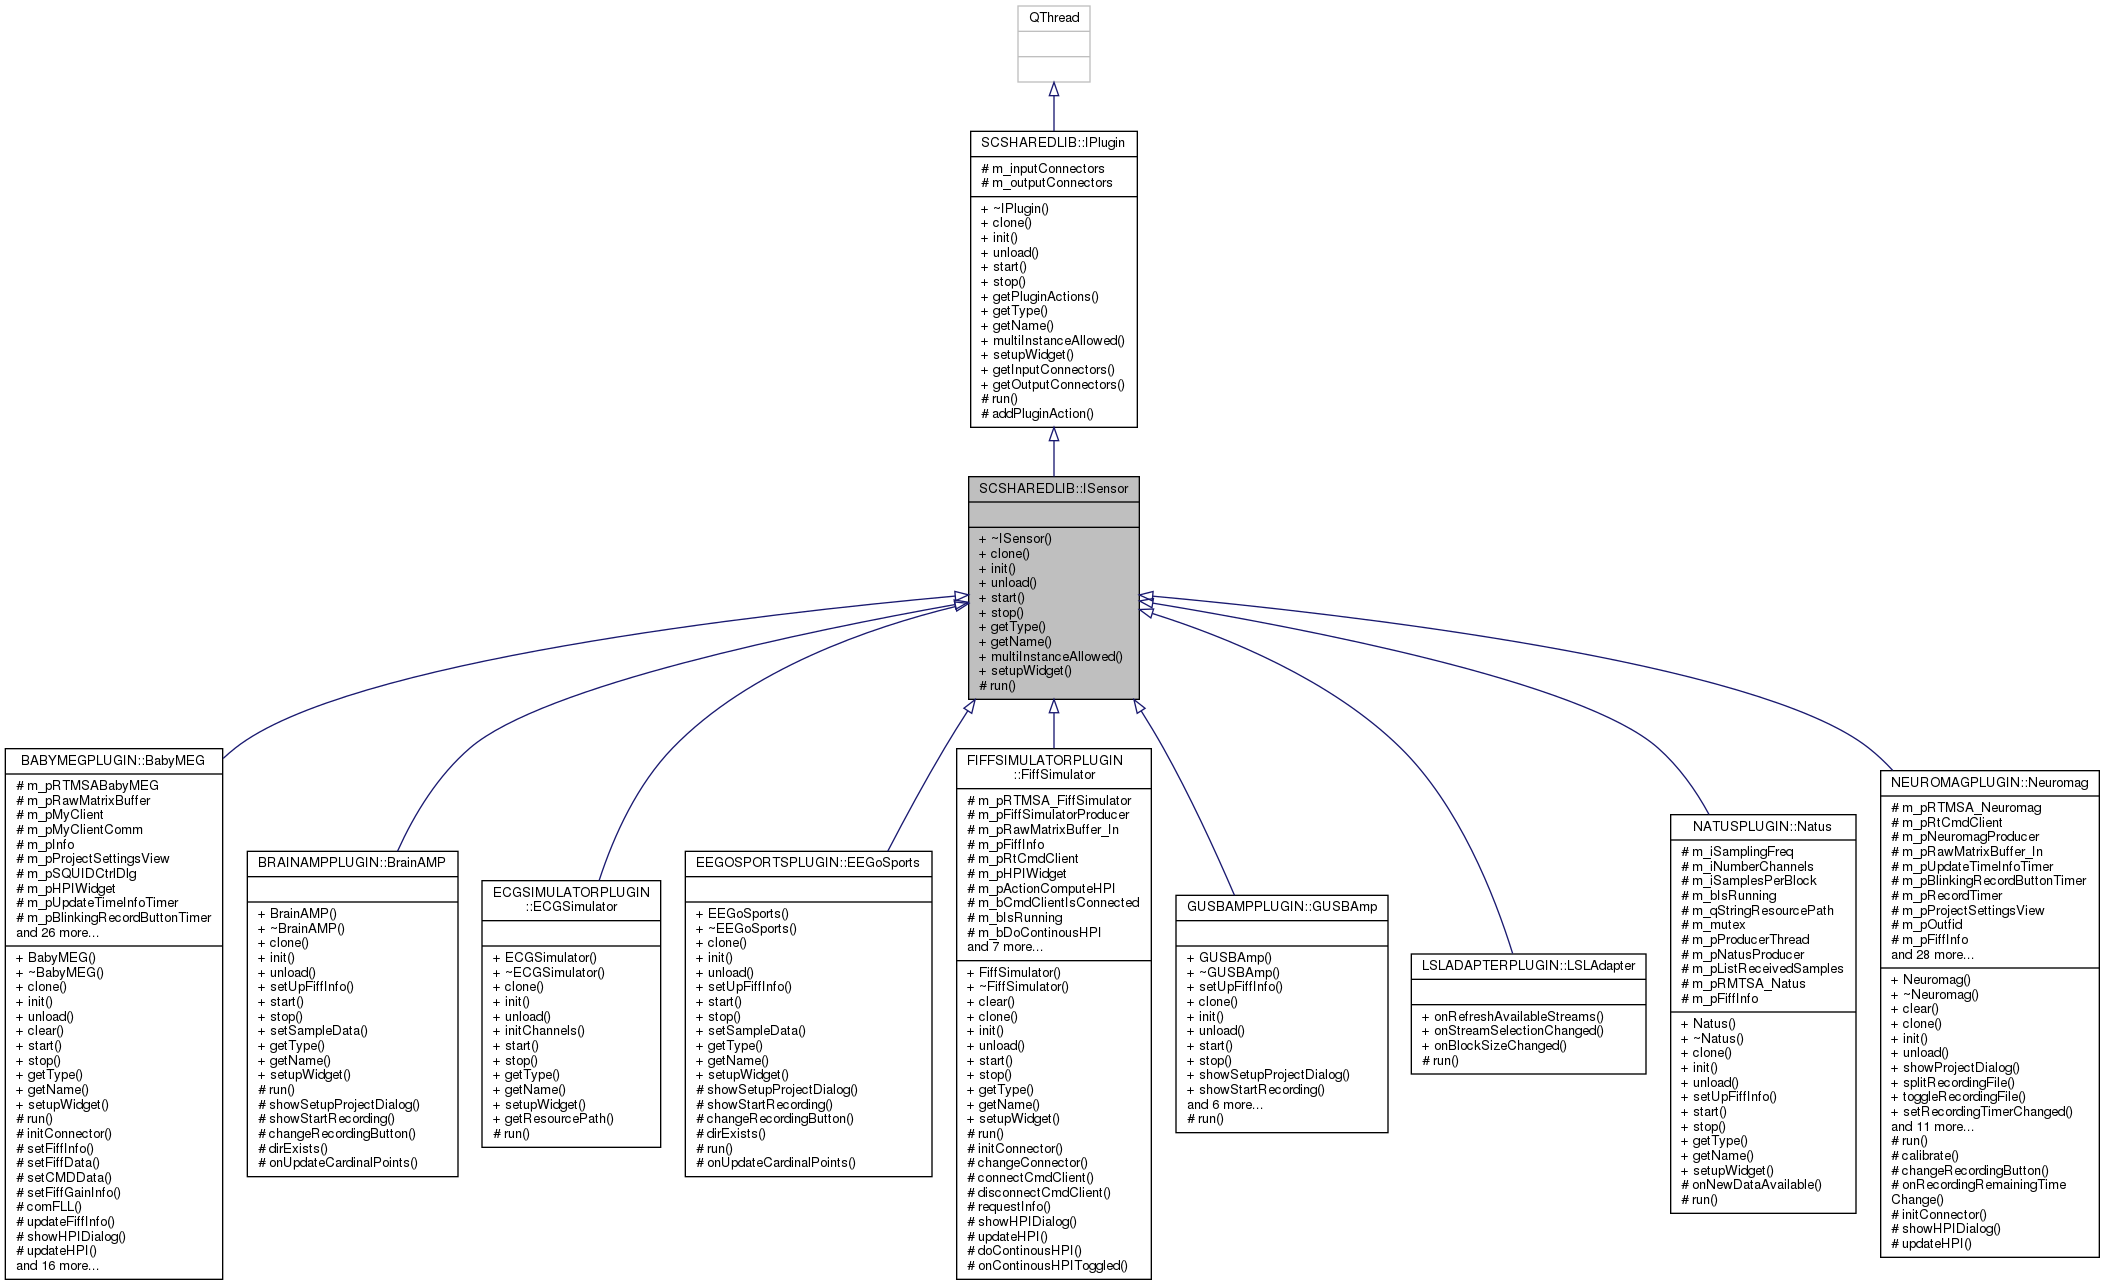 QThread
SCSHAREDLIB::IPlugin
# m_inputConnectors
# m_outputConnectors
+ ~IPlugin()
+ clone()
+ init()
+ unload()
+ start()
+ stop()
+ getPluginActions()
+ getType()
+ getName()
+ multiInstanceAllowed()
+ setupWidget()
+ getInputConnectors()
+ getOutputConnectors()
# run()
# addPluginAction()
SCSHAREDLIB::ISensor
+ ~ISensor()
+ clone()
+ init()
+ unload()
+ start()
+ stop()
+ getType()
+ getName()
+ multiInstanceAllowed()
+ setupWidget()
# run()
BABYMEGPLUGIN::BabyMEG
# m_pRTMSABabyMEG
# m_pRawMatrixBuffer
# m_pMyClient
# m_pMyClientComm
# m_pInfo
# m_pProjectSettingsView
# m_pSQUIDCtrlDlg
# m_pHPIWidget
# m_pUpdateTimeInfoTimer
# m_pBlinkingRecordButtonTimer
and 26 more...
+ BabyMEG()
+ ~BabyMEG()
+ clone()
+ init()
+ unload()
+ clear()
+ start()
+ stop()
+ getType()
+ getName()
+ setupWidget()
# run()
# initConnector()
# setFiffInfo()
# setFiffData()
# setCMDData()
# setFiffGainInfo()
# comFLL()
# updateFiffInfo()
# showHPIDialog()
# updateHPI()
and 16 more...
BRAINAMPPLUGIN::BrainAMP
+ BrainAMP()
+ ~BrainAMP()
+ clone()
+ init()
+ unload()
+ setUpFiffInfo()
+ start()
+ stop()
+ setSampleData()
+ getType()
+ getName()
+ setupWidget()
# run()
# showSetupProjectDialog()
# showStartRecording()
# changeRecordingButton()
# dirExists()
# onUpdateCardinalPoints()
ECGSIMULATORPLUGIN
::ECGSimulator
+ ECGSimulator()
+ ~ECGSimulator()
+ clone()
+ init()
+ unload()
+ initChannels()
+ start()
+ stop()
+ getType()
+ getName()
+ setupWidget()
+ getResourcePath()
# run()
EEGOSPORTSPLUGIN::EEGoSports
+ EEGoSports()
+ ~EEGoSports()
+ clone()
+ init()
+ unload()
+ setUpFiffInfo()
+ start()
+ stop()
+ setSampleData()
+ getType()
+ getName()
+ setupWidget()
# showSetupProjectDialog()
# showStartRecording()
# changeRecordingButton()
# dirExists()
# run()
# onUpdateCardinalPoints()
FIFFSIMULATORPLUGIN
::FiffSimulator
# m_pRTMSA_FiffSimulator
# m_pFiffSimulatorProducer
# m_pRawMatrixBuffer_In
# m_pFiffInfo
# m_pRtCmdClient
# m_pHPIWidget
# m_pActionComputeHPI
# m_bCmdClientIsConnected
# m_bIsRunning
# m_bDoContinousHPI
and 7 more...
+ FiffSimulator()
+ ~FiffSimulator()
+ clear()
+ clone()
+ init()
+ unload()
+ start()
+ stop()
+ getType()
+ getName()
+ setupWidget()
# run()
# initConnector()
# changeConnector()
# connectCmdClient()
# disconnectCmdClient()
# requestInfo()
# showHPIDialog()
# updateHPI()
# doContinousHPI()
# onContinousHPIToggled()
GUSBAMPPLUGIN::GUSBAmp
+ GUSBAmp()
+ ~GUSBAmp()
+ setUpFiffInfo()
+ clone()
+ init()
+ unload()
+ start()
+ stop()
+ showSetupProjectDialog()
+ showStartRecording()
and 6 more...
# run()
LSLADAPTERPLUGIN::LSLAdapter
+ onRefreshAvailableStreams()
+ onStreamSelectionChanged()
+ onBlockSizeChanged()
# run()
NATUSPLUGIN::Natus
# m_iSamplingFreq
# m_iNumberChannels
# m_iSamplesPerBlock
# m_bIsRunning
# m_qStringResourcePath
# m_mutex
# m_pProducerThread
# m_pNatusProducer
# m_pListReceivedSamples
# m_pRMTSA_Natus
# m_pFiffInfo
+ Natus()
+ ~Natus()
+ clone()
+ init()
+ unload()
+ setUpFiffInfo()
+ start()
+ stop()
+ getType()
+ getName()
+ setupWidget()
# onNewDataAvailable()
# run()
NEUROMAGPLUGIN::Neuromag
# m_pRTMSA_Neuromag
# m_pRtCmdClient
# m_pNeuromagProducer
# m_pRawMatrixBuffer_In
# m_pUpdateTimeInfoTimer
# m_pBlinkingRecordButtonTimer
# m_pRecordTimer
# m_pProjectSettingsView
# m_pOutfid
# m_pFiffInfo
and 28 more...
+ Neuromag()
+ ~Neuromag()
+ clear()
+ clone()
+ init()
+ unload()
+ showProjectDialog()
+ splitRecordingFile()
+ toggleRecordingFile()
+ setRecordingTimerChanged()
and 11 more...
# run()
# calibrate()
# changeRecordingButton()
# onRecordingRemainingTime
Change()
# initConnector()
# showHPIDialog()
# updateHPI()